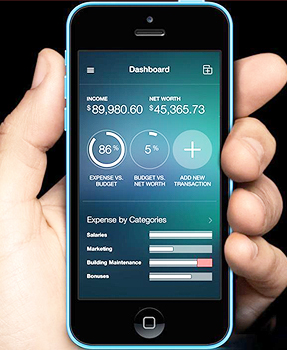 Dashboard
INCOME NET WORTH
$89,980.60 $45,365.73
86% 5%
EXPENSE VS. BUDGET VS. ADD NEW
BUDGET NET WORTH TRANSACTION
Expense by Categories
Salaries
Marketing
Building Maintenance
Bonuses